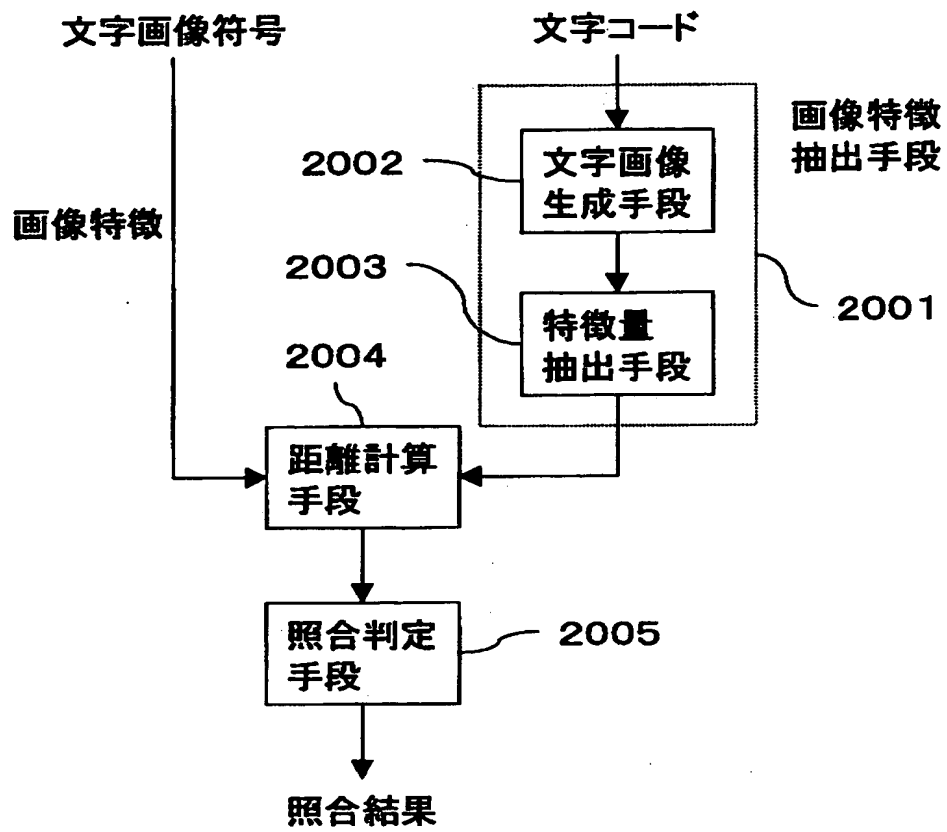 文字画像符号
文字コード
画像特徴
抽出手段
2002
文字画像
生成手段
画像特徴
2003
特徴量
抽出手段
2001
2004
距離計算
手段
照合判定
手段
2005
照合結果